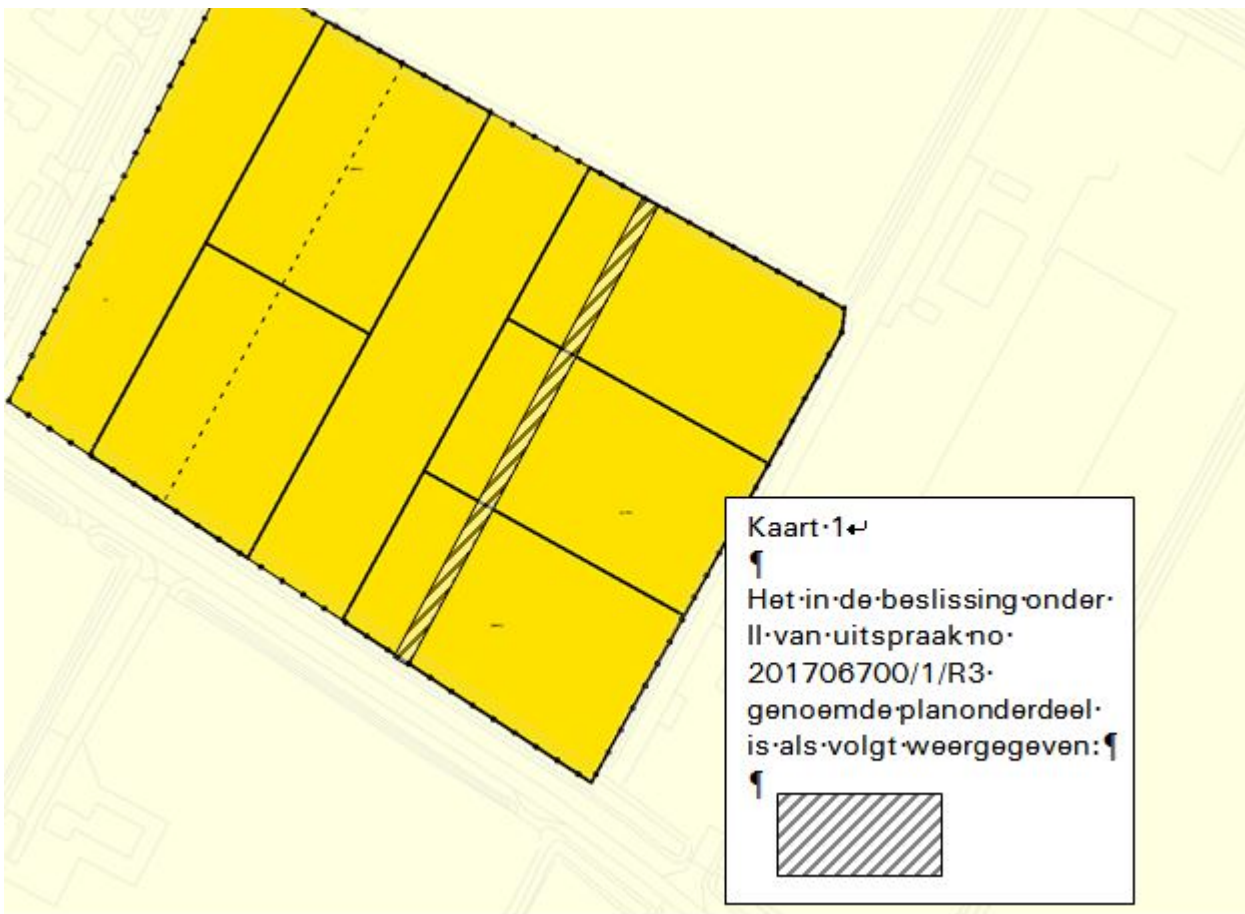 Kaart·1↵
¶
Het·in·de·beslissing·onder·
II·van·uitspraak·no·
201706700/1/R3·
genoemde·planonderdeel·
is·als·volgt·weergegeven:¶
¶